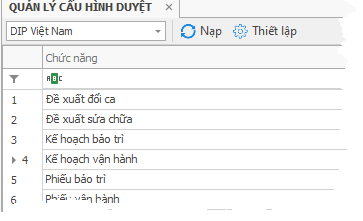 QUẢN LÝ CẤU HÌNH DUYỆT ×
DIP Việt Nam Nạp Thiết lập
Chức năng
ABC
1 Đề xuất đổi ca
2 Đề xuất sửa chữa
3 Kế hoạch bảo trì
4 Kế hoạch vận hành
5 Phiếu bảo trì
6 Phiếu vận hành